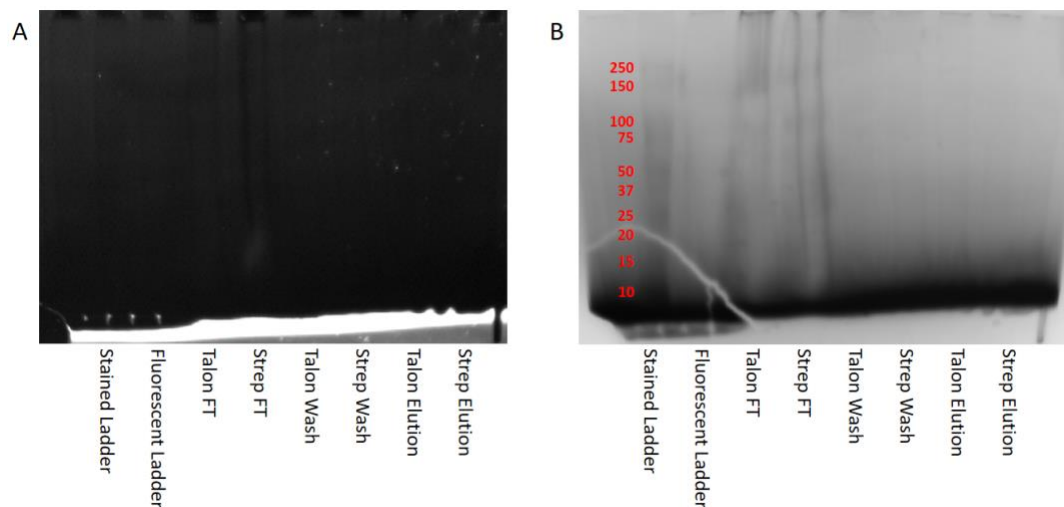 A
B
250
150
100
75
50
37
25
20
15
10
Stained Ladder
Fluorescent Ladder
Talon FT
Strep FT
Talon Wash
Strep Wash
Talon Elution
Strep Elution
Stained Ladder
Fluorescent Ladder
Talon FT
Strep FT
Talon Wash
Strep Wash
Talon Elution
Strep Elution